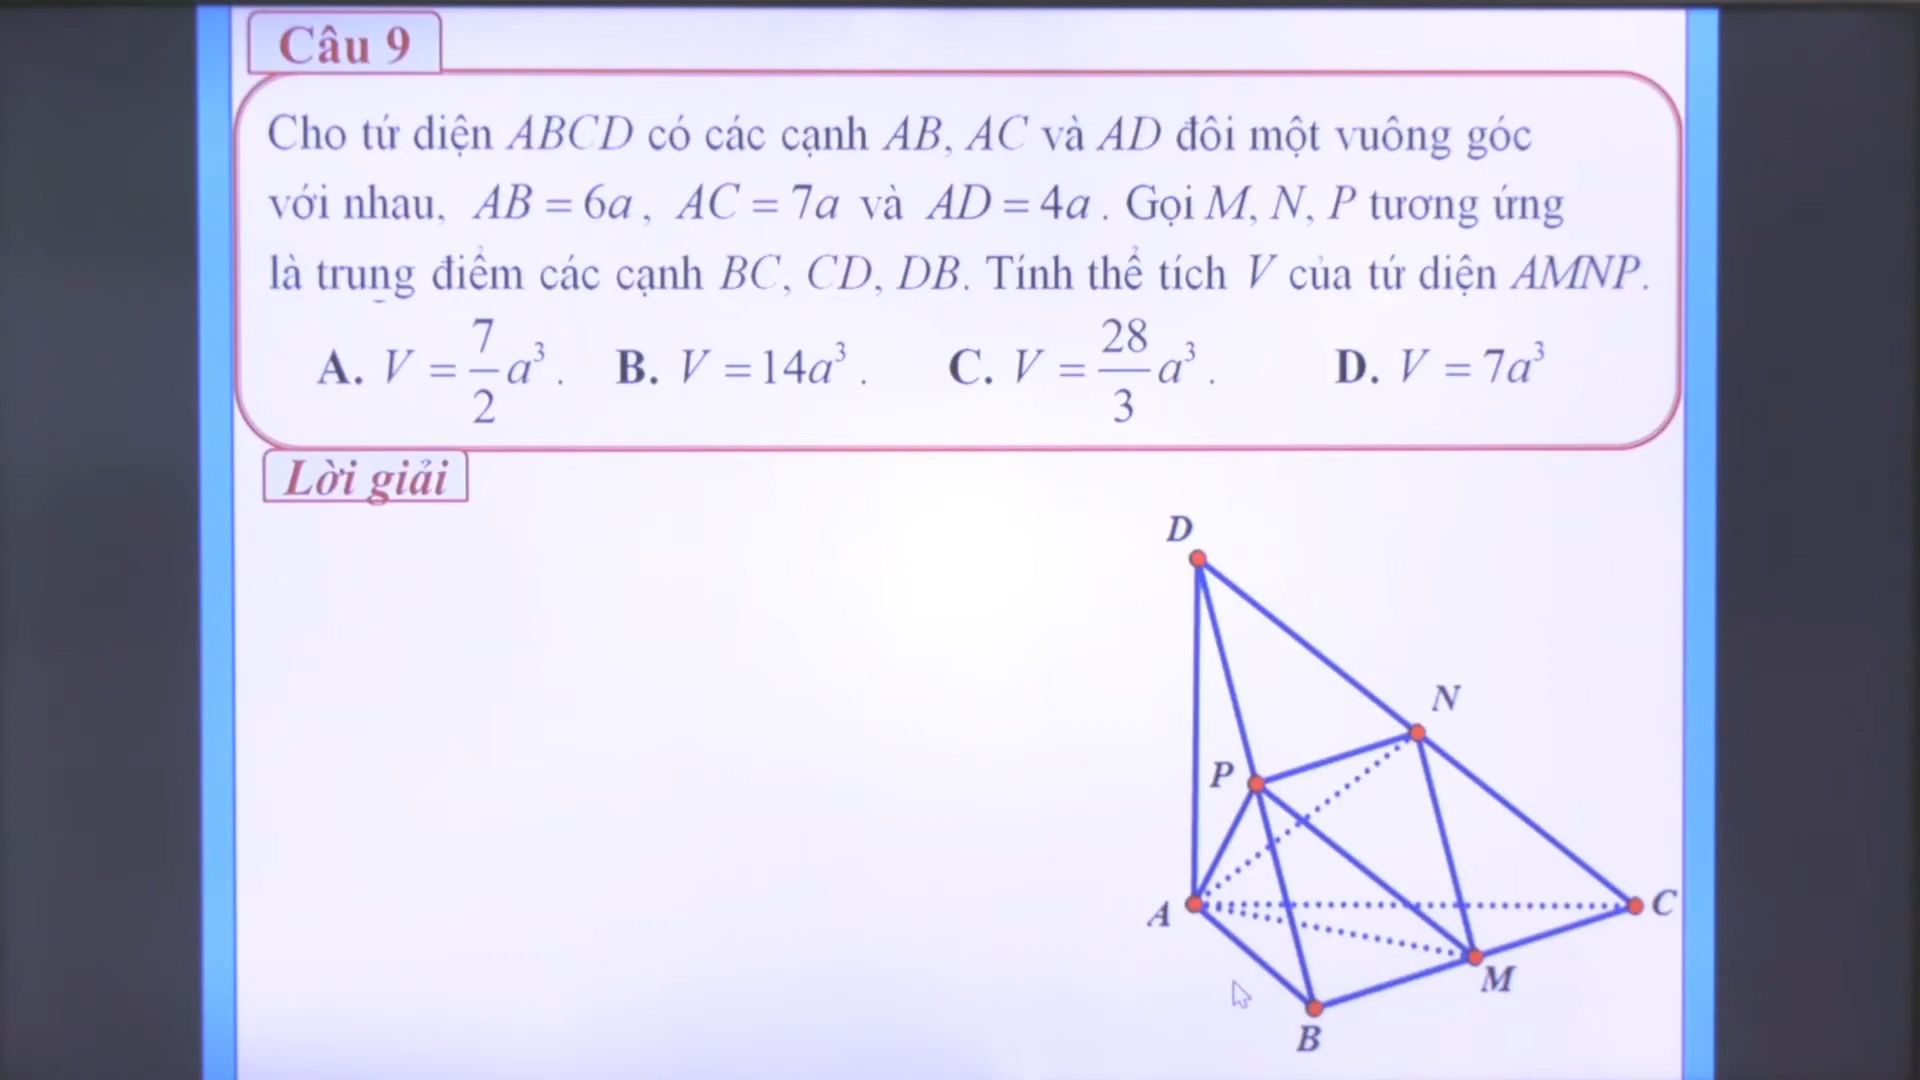 Câu 9
Cho tứ diện ABCD có các cạnh AB, AC và AD đôi một vuông góc
với nhau, AB = 6a, AC = 7a và AD = 4a. Gọi M, N, P tương ứng
là trung điểm các cạnh BC, CD, DB. Tính thể tích V của tứ diện AMNP.
A. V = 7/2 a³. B. V = 14a³. C. V = 28/3 a³. D. V = 7a³
Lời giải
D
N
P
A
C
M
B